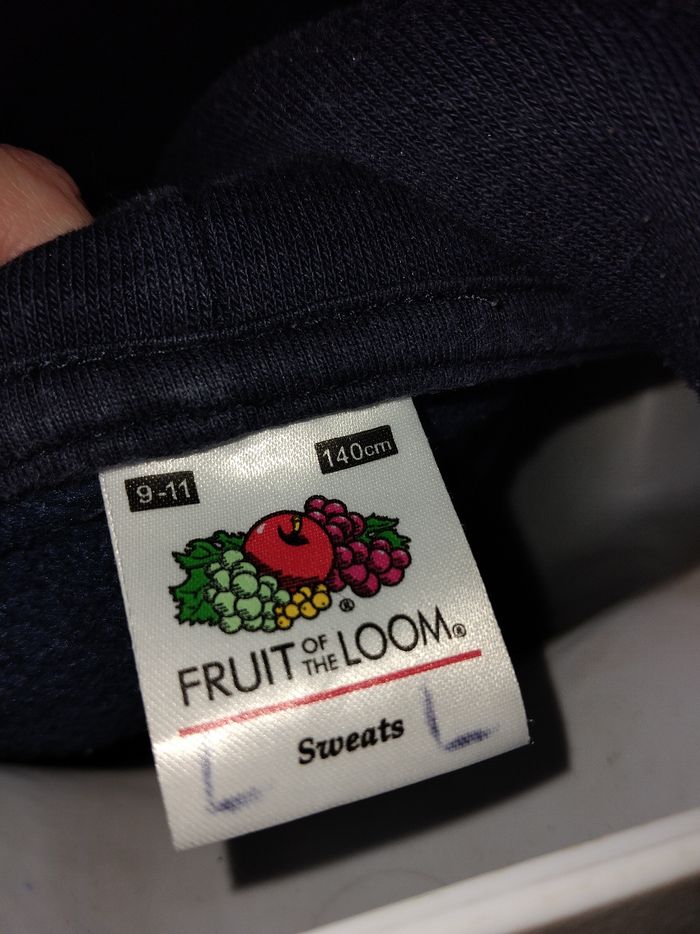 9-11 140cm
®
FRUIT OF THE LOOM®
L Sweats L